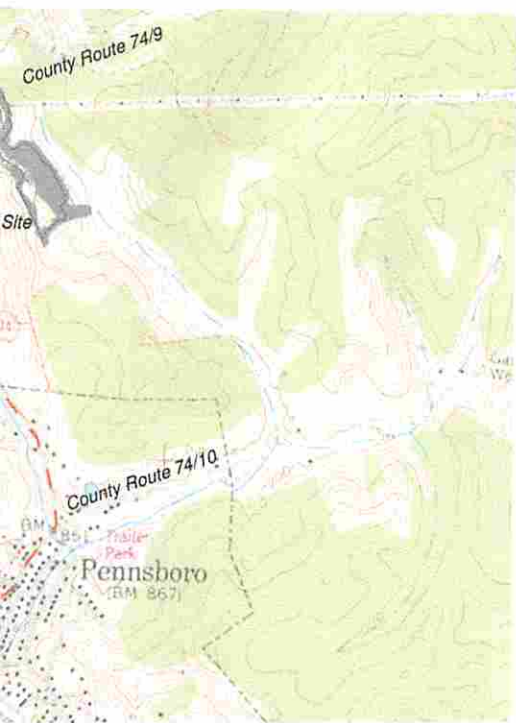 County Route 74/9
Site
County Route 74/10
BM
851
Trailer
Park
Pennsboro
(BM 867)